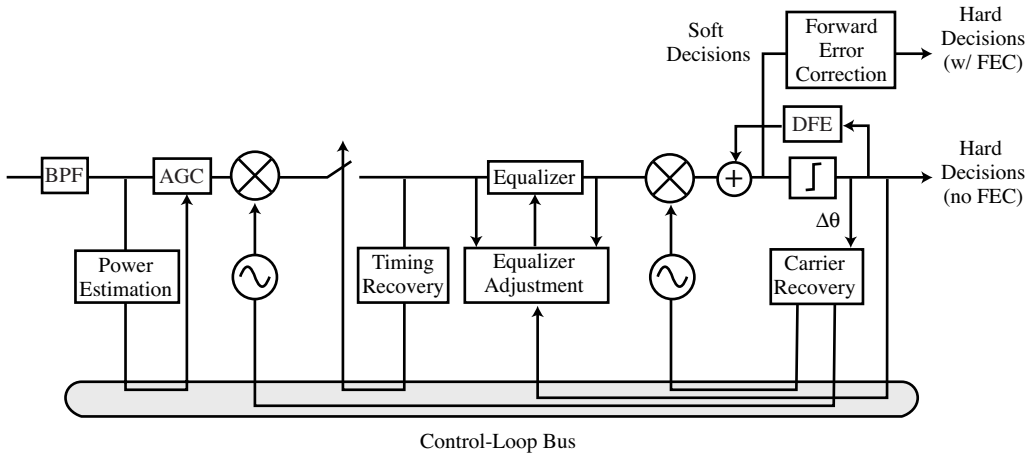 Soft
Decisions
Forward
Error
Correction
Hard
Decisions
(w/ FEC)
DFE
BPF
AGC
Equalizer
Hard
Decisions
(no FEC)
Δθ
Power
Estimation
Timing
Recovery
Equalizer
Adjustment
Carrier
Recovery
Control-Loop Bus